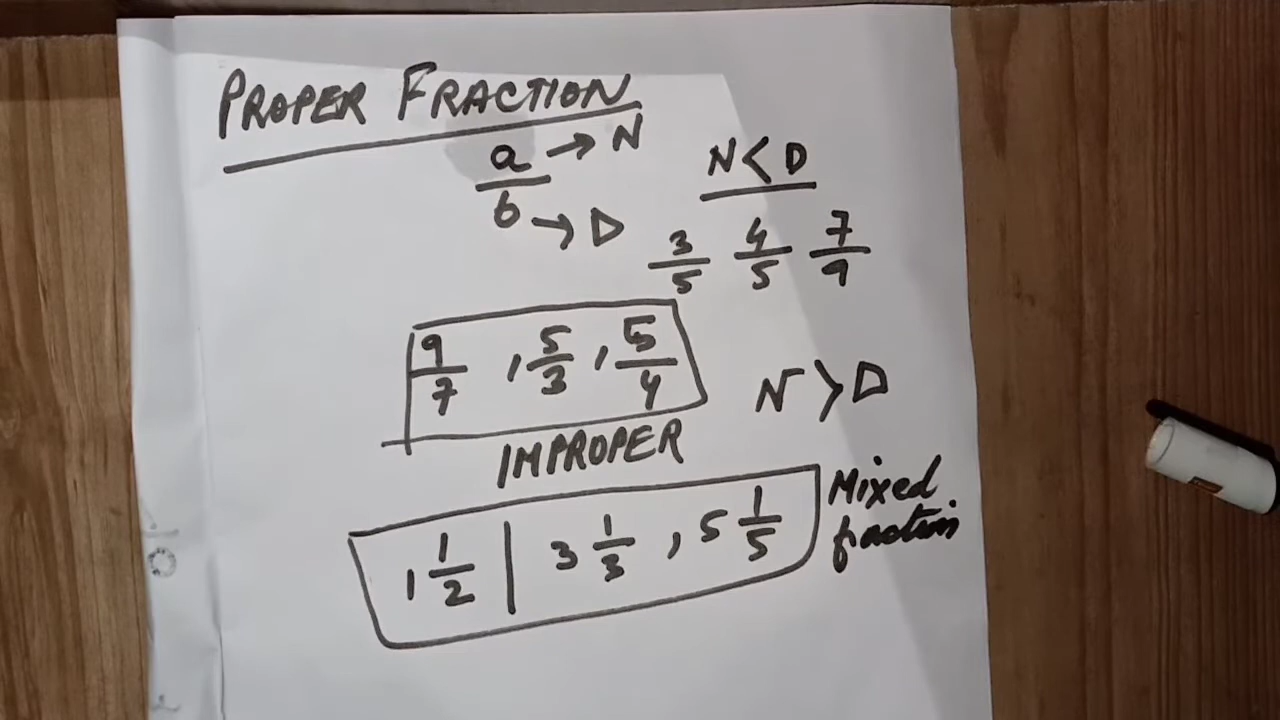 PROPER FRACTION
a/b → N → D
N < D
3/5 4/5 7/9
9/7 , 5/3 , 5/4
N > D
IMPROPER
1 1/2 | 3 1/3 , 5 1/5
Mixed
fraction